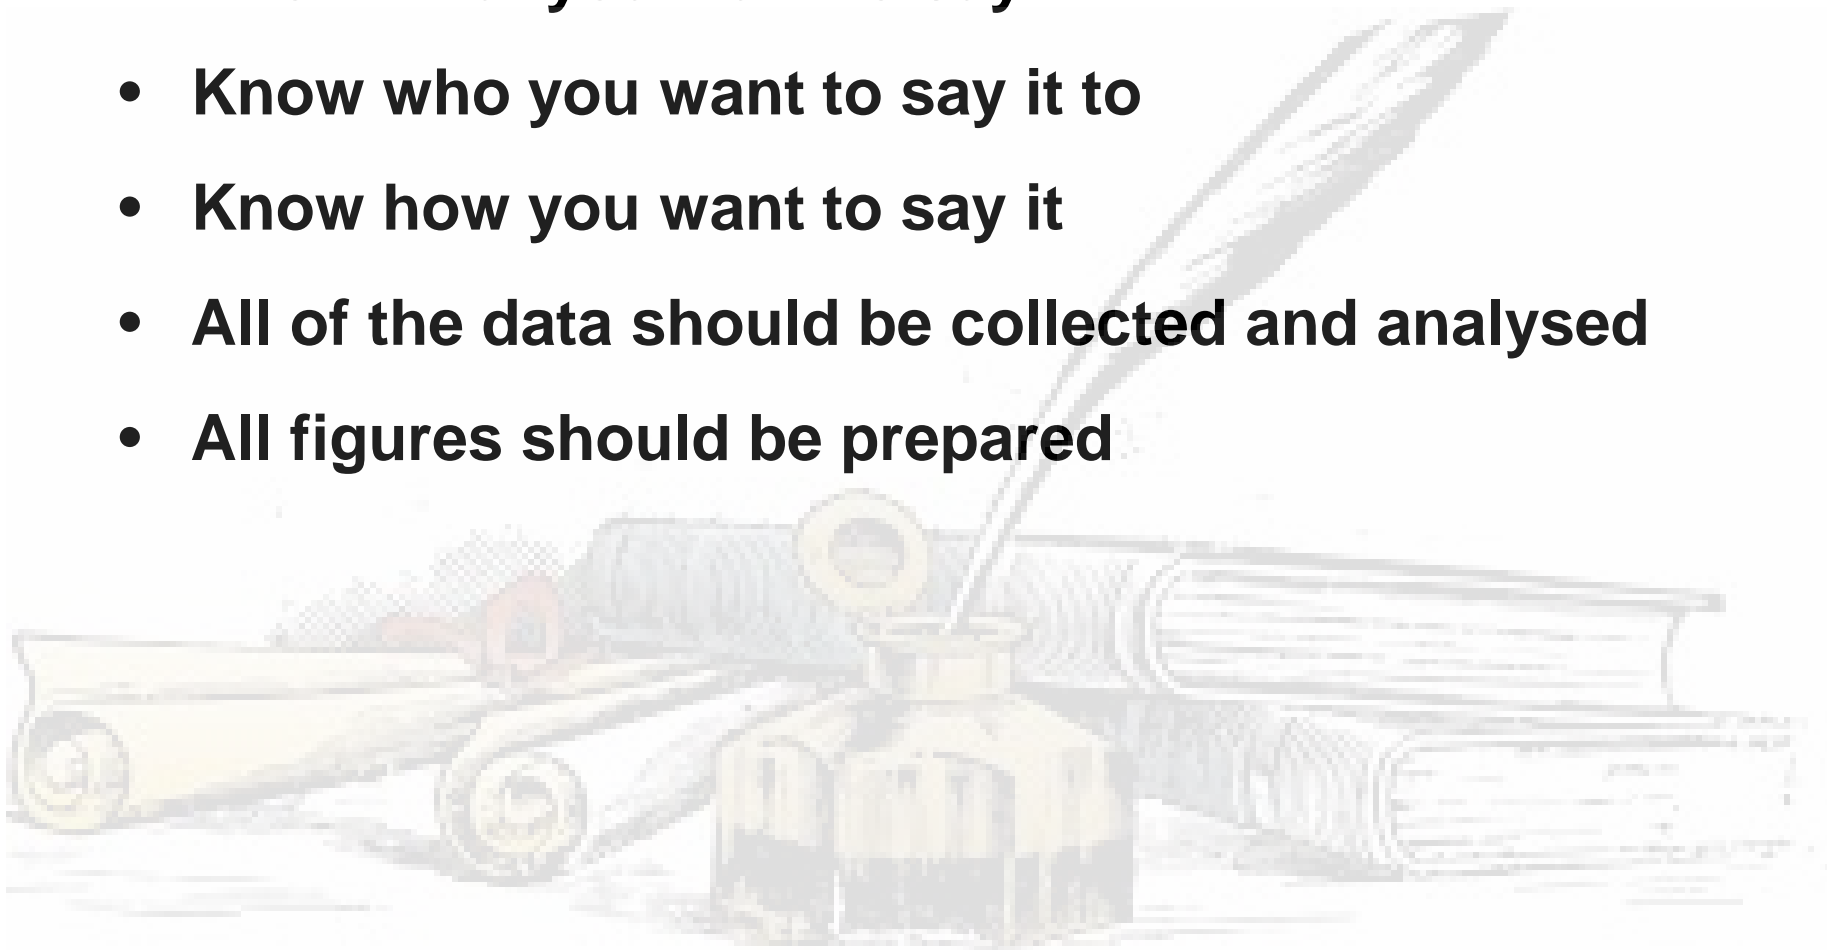 • Know who you want to say it to
• Know how you want to say it
• All of the data should be collected and analysed
• All figures should be prepared